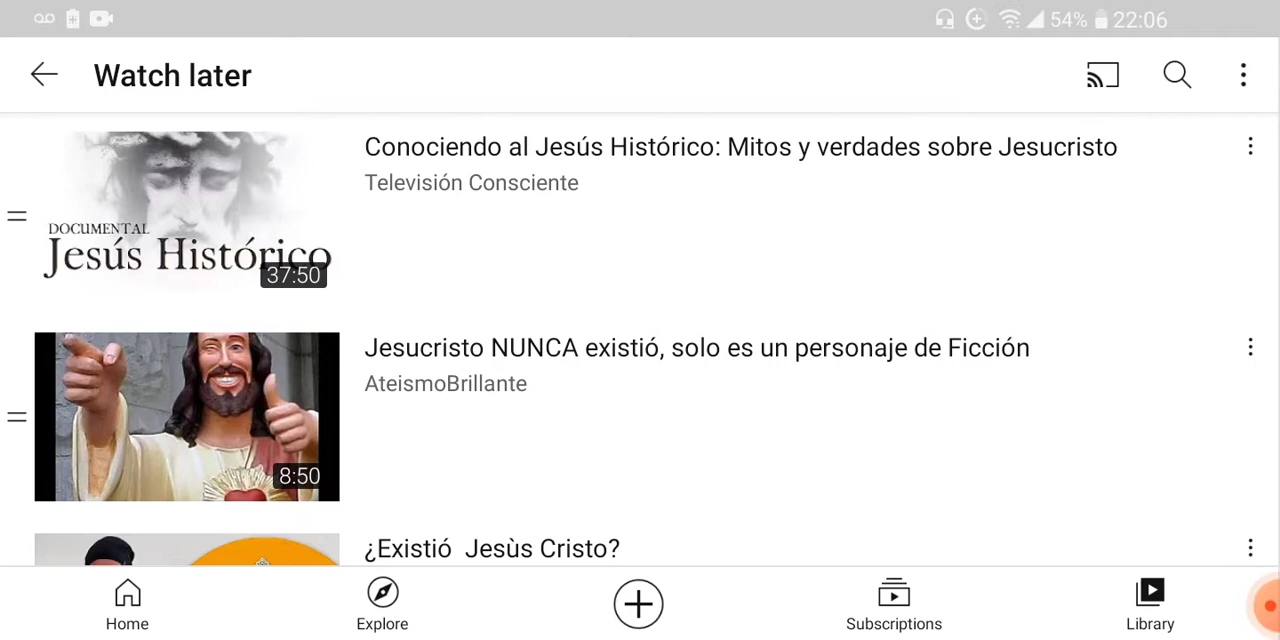 54% 22:06
Watch later
Conociendo al Jesús Histórico: Mitos y verdades sobre Jesucristo
Televisión Consciente
DOCUMENTAL
Jesús Histórico
37:50
Jesucristo NUNCA existió, solo es un personaje de Ficción
AteismoBrillante
8:50
¿Existió Jesùs Cristo?
Home
Explore
Subscriptions
Library